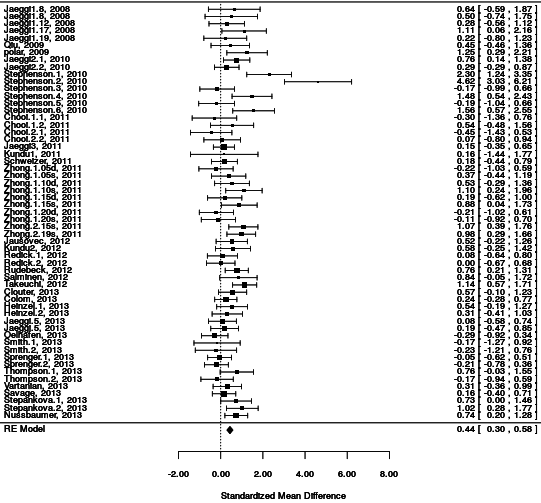 Jaeggi1.8, 2008 0.64 [ -0.59 , 1.87 ]
Jaeggi1.8, 2008 0.50 [ -0.74 , 1.75 ]
Jaeggi1.12, 2008 0.28 [ -0.56 , 1.12 ]
Jaeggi1.17, 2008 1.11 [ 0.06 , 2.16 ]
Jaeggi1.19, 2008 0.22 [ -0.80 , 1.23 ]
Qiu, 2009 0.45 [ -0.46 , 1.36 ]
polar, 2009 1.25 [ 0.29 , 2.21 ]
Jaeggi2.1, 2010 0.76 [ 0.14 , 1.38 ]
Jaeggi2.2, 2010 0.29 [ -0.29 , 0.87 ]
Stephenson.1, 2010 2.30 [ 1.24 , 3.35 ]
Stephenson.2, 2010 4.62 [ 3.03 , 6.21 ]
Stephenson.3, 2010 -0.17 [ -0.99 , 0.66 ]
Stephenson.4, 2010 1.48 [ 0.54 , 2.43 ]
Stephenson.5, 2010 -0.19 [ -1.04 , 0.66 ]
Stephenson.6, 2010 1.56 [ 0.57 , 2.55 ]
Chooi.1.1, 2011 -0.30 [ -1.36 , 0.76 ]
Chooi.1.2, 2011 0.54 [ -0.48 , 1.56 ]
Chooi.2.1, 2011 -0.45 [ -1.43 , 0.53 ]
Chooi.2.2, 2011 0.07 [ -0.80 , 0.94 ]
Jaeggi3, 2011 0.15 [ -0.35 , 0.65 ]
Kundu1, 2011 0.16 [ -1.44 , 1.77 ]
Schweizer, 2011 0.18 [ -0.44 , 0.79 ]
Zhong.1.05d, 2011 -0.22 [ -1.03 , 0.59 ]
Zhong.1.05s, 2011 0.37 [ -0.44 , 1.19 ]
Zhong.1.10d, 2011 0.53 [ -0.29 , 1.36 ]
Zhong.1.10s, 2011 1.10 [ 0.24 , 1.96 ]
Zhong.1.15d, 2011 0.19 [ -0.62 , 1.00 ]
Zhong.1.15s, 2011 0.88 [ 0.04 , 1.73 ]
Zhong.1.20d, 2011 -0.21 [ -1.02 , 0.61 ]
Zhong.1.20s, 2011 -0.11 [ -0.92 , 0.70 ]
Zhong.2.15s, 2011 1.07 [ 0.39 , 1.76 ]
Zhong.2.19s, 2011 0.98 [ 0.29 , 1.66 ]
Jausovec, 2012 0.52 [ -0.22 , 1.26 ]
Kundu2, 2012 0.58 [ -0.25 , 1.42 ]
Redick.1, 2012 0.08 [ -0.64 , 0.80 ]
Redick.2, 2012 0.00 [ -0.67 , 0.68 ]
Rudebeck, 2012 0.76 [ 0.21 , 1.31 ]
Salminen, 2012 0.84 [ -0.05 , 1.72 ]
Takeuchi, 2012 1.14 [ 0.57 , 1.71 ]
Clouter, 2013 0.57 [ -0.10 , 1.23 ]
Colom, 2013 0.24 [ -0.28 , 0.77 ]
Heinzel.1, 2013 0.54 [ -0.19 , 1.27 ]
Heinzel.2, 2013 0.31 [ -0.41 , 1.03 ]
Jaeggi.5, 2013 0.08 [ -0.58 , 0.74 ]
Jaeggi.5, 2013 0.19 [ -0.47 , 0.85 ]
Oelhafen, 2013 -0.29 [ -0.92 , 0.34 ]
Smith.1, 2013 -0.17 [ -1.27 , 0.92 ]
Smith.2, 2013 -0.23 [ -1.21 , 0.76 ]
Sprenger.1, 2013 -0.05 [ -0.62 , 0.51 ]
Sprenger.2, 2013 -0.21 [ -0.78 , 0.36 ]
Thompson.1, 2013 0.76 [ -0.03 , 1.55 ]
Thompson.2, 2013 -0.17 [ -0.94 , 0.59 ]
Vartanian, 2013 0.31 [ -0.36 , 0.99 ]
Savage, 2013 0.16 [ -0.40 , 0.71 ]
Stepankova.1, 2013 0.73 [ 0.00 , 1.46 ]
Stepankova.2, 2013 1.02 [ 0.28 , 1.77 ]
Nussbaumer, 2013 0.74 [ 0.20 , 1.28 ]
RE Model 0.44 [ 0.30 , 0.58 ]
-2.00 0.00 2.00 4.00 6.00 8.00
Standardized Mean Difference